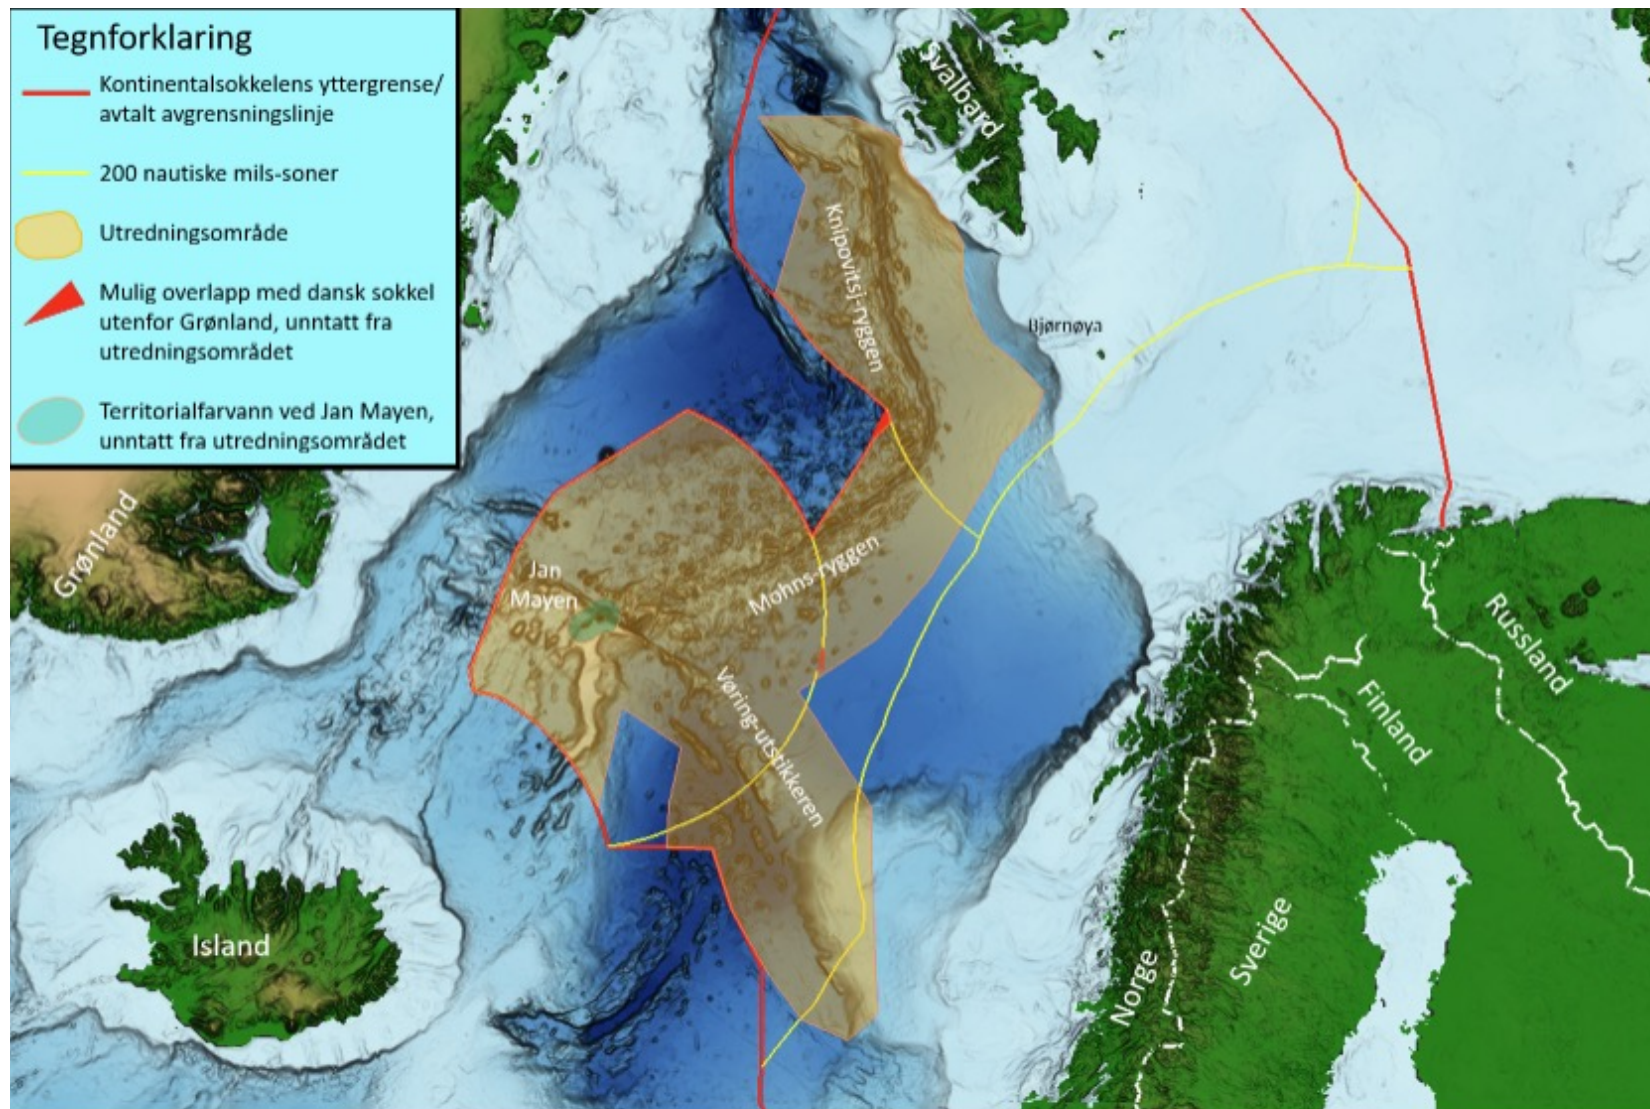 Tegnforklaring
Kontinentalsokkelens yttergrense/
avtalt avgrensningslinje
200 nautiske mils-soner
Utredningsområde
Mulig overlapp med dansk sokkel
utenfor Grønland, unntatt fra
utredningsområdet
Territorialfarvann ved Jan Mayen,
unntatt fra utredningsområdet
Svalbard
Knipovitsj-ryggen
Bjørnøya
Grønland
Jan
Mayen
Mohns-ryggen
Vøring-utstikkeren
Russland
Finland
Island
Norge
Sverige